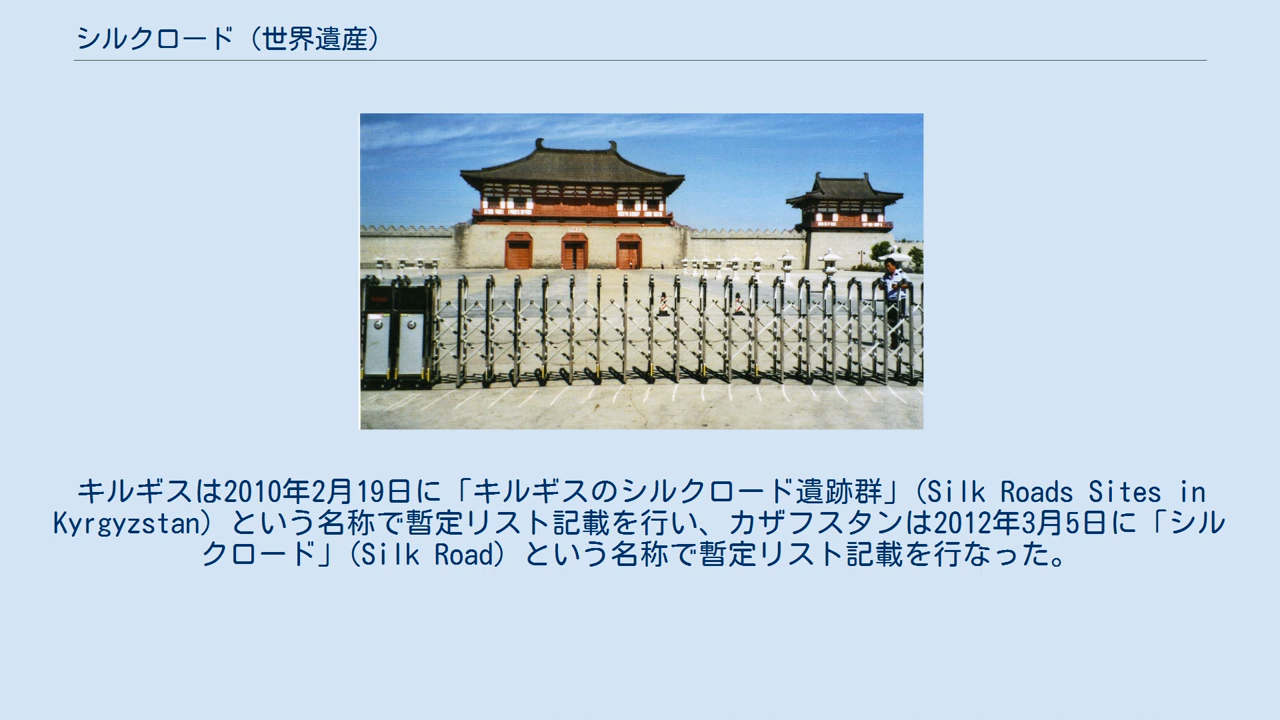 シルクロード（世界遺産）
キルギスは2010年2月19日に「キルギスのシルクロード遺跡群」（Silk Roads Sites in
Kyrgyzstan）という名称で暫定リスト記載を行い、カザフスタンは2012年3月5日に「シル
クロード」（Silk Road）という名称で暫定リスト記載を行なった。